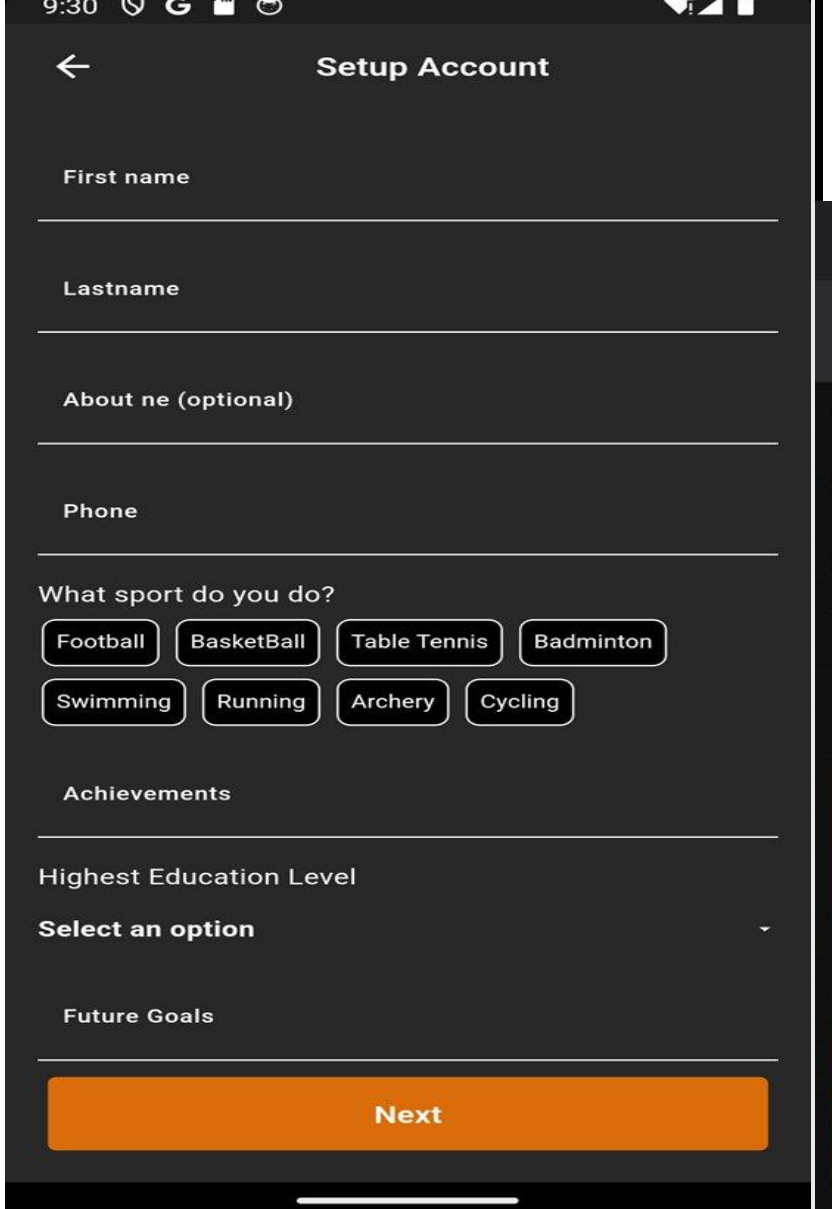 9:30 G
Setup Account
First name
Lastname
About ne (optional)
Phone
What sport do you do?
Football BasketBall Table Tennis Badminton
Swimming Running Archery Cycling
Achievements
Highest Education Level
Select an option
Future Goals
Next